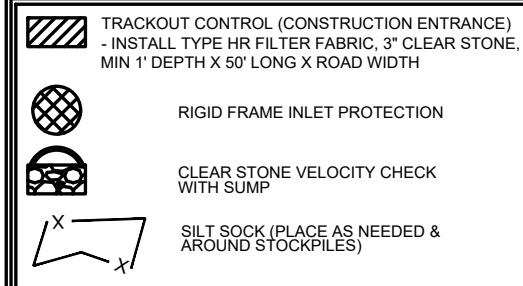 TRACKOUT CONTROL (CONSTRUCTION ENTRANCE)
- INSTALL TYPE HR FILTER FABRIC, 3" CLEAR STONE,
MIN 1' DEPTH X 50' LONG X ROAD WIDTH
RIGID FRAME INLET PROTECTION
CLEAR STONE VELOCITY CHECK
WITH SUMP
X
SILT SOCK (PLACE AS NEEDED &
AROUND STOCKPILES)
X